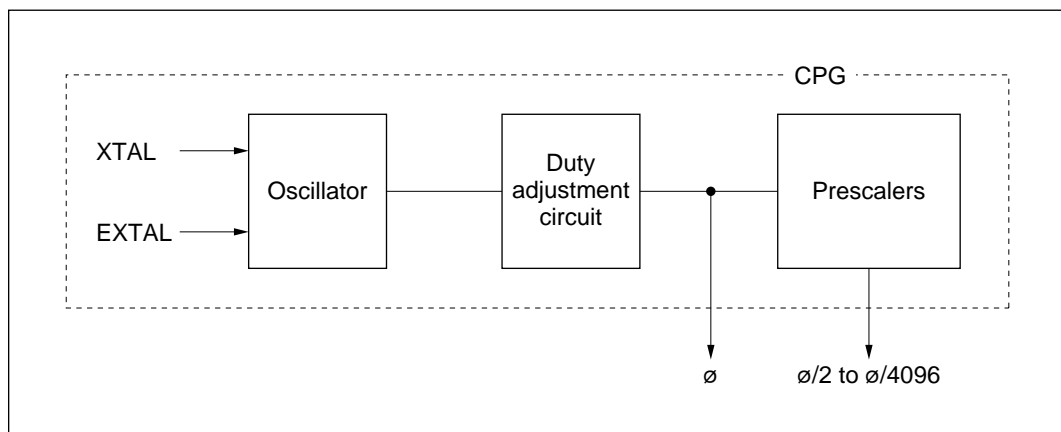 CPG
XTAL
EXTAL
Oscillator
Duty
adjustment
circuit
Prescalers
ø
ø/2 to ø/4096